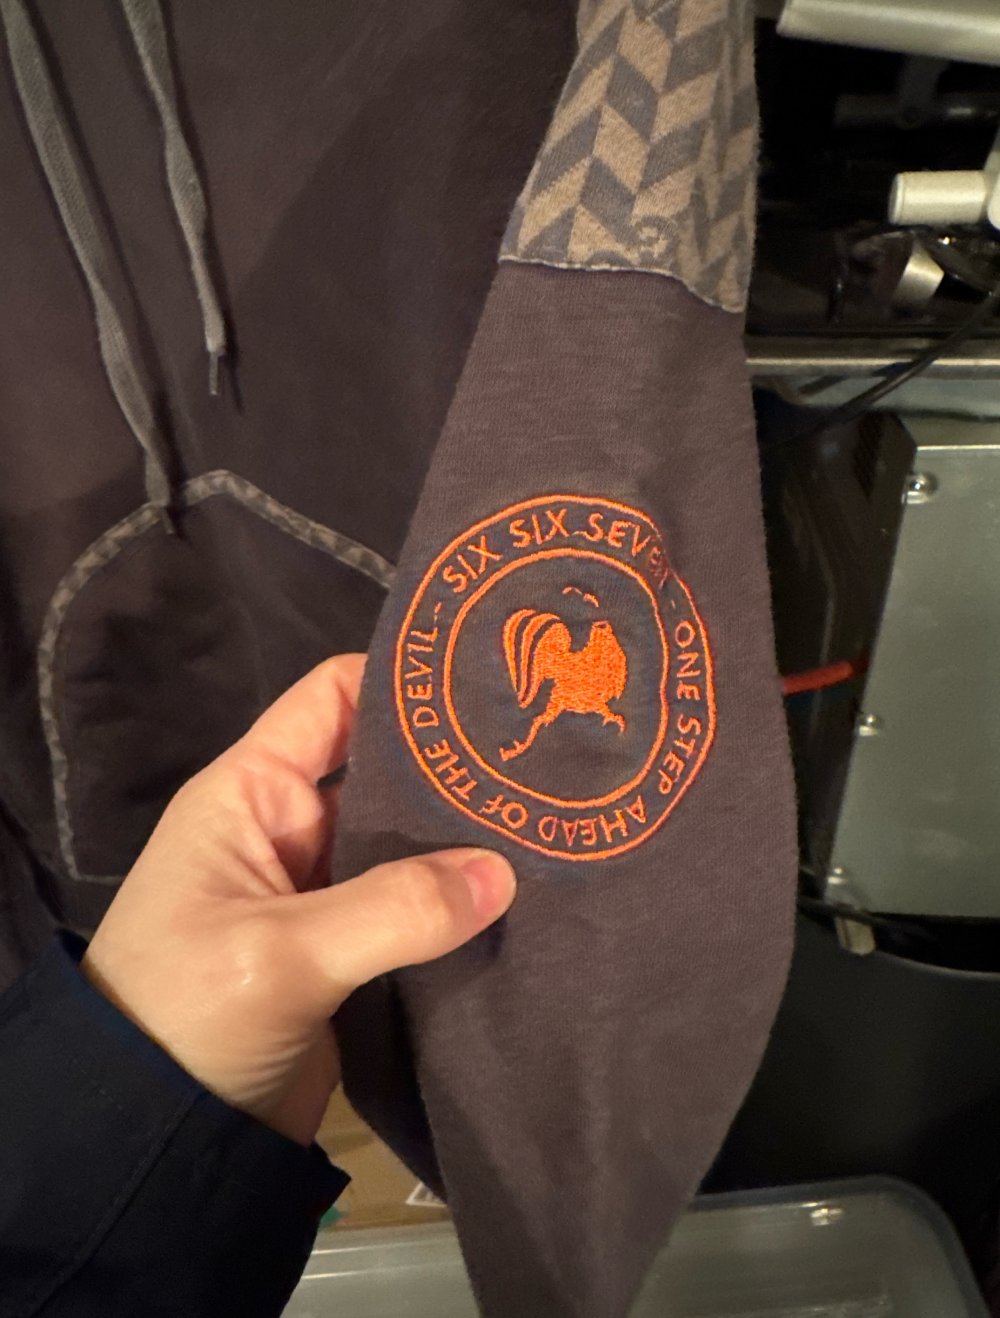 SIX SIX SEVEN - ONE STEP AHEAD OF THE DEVIL -